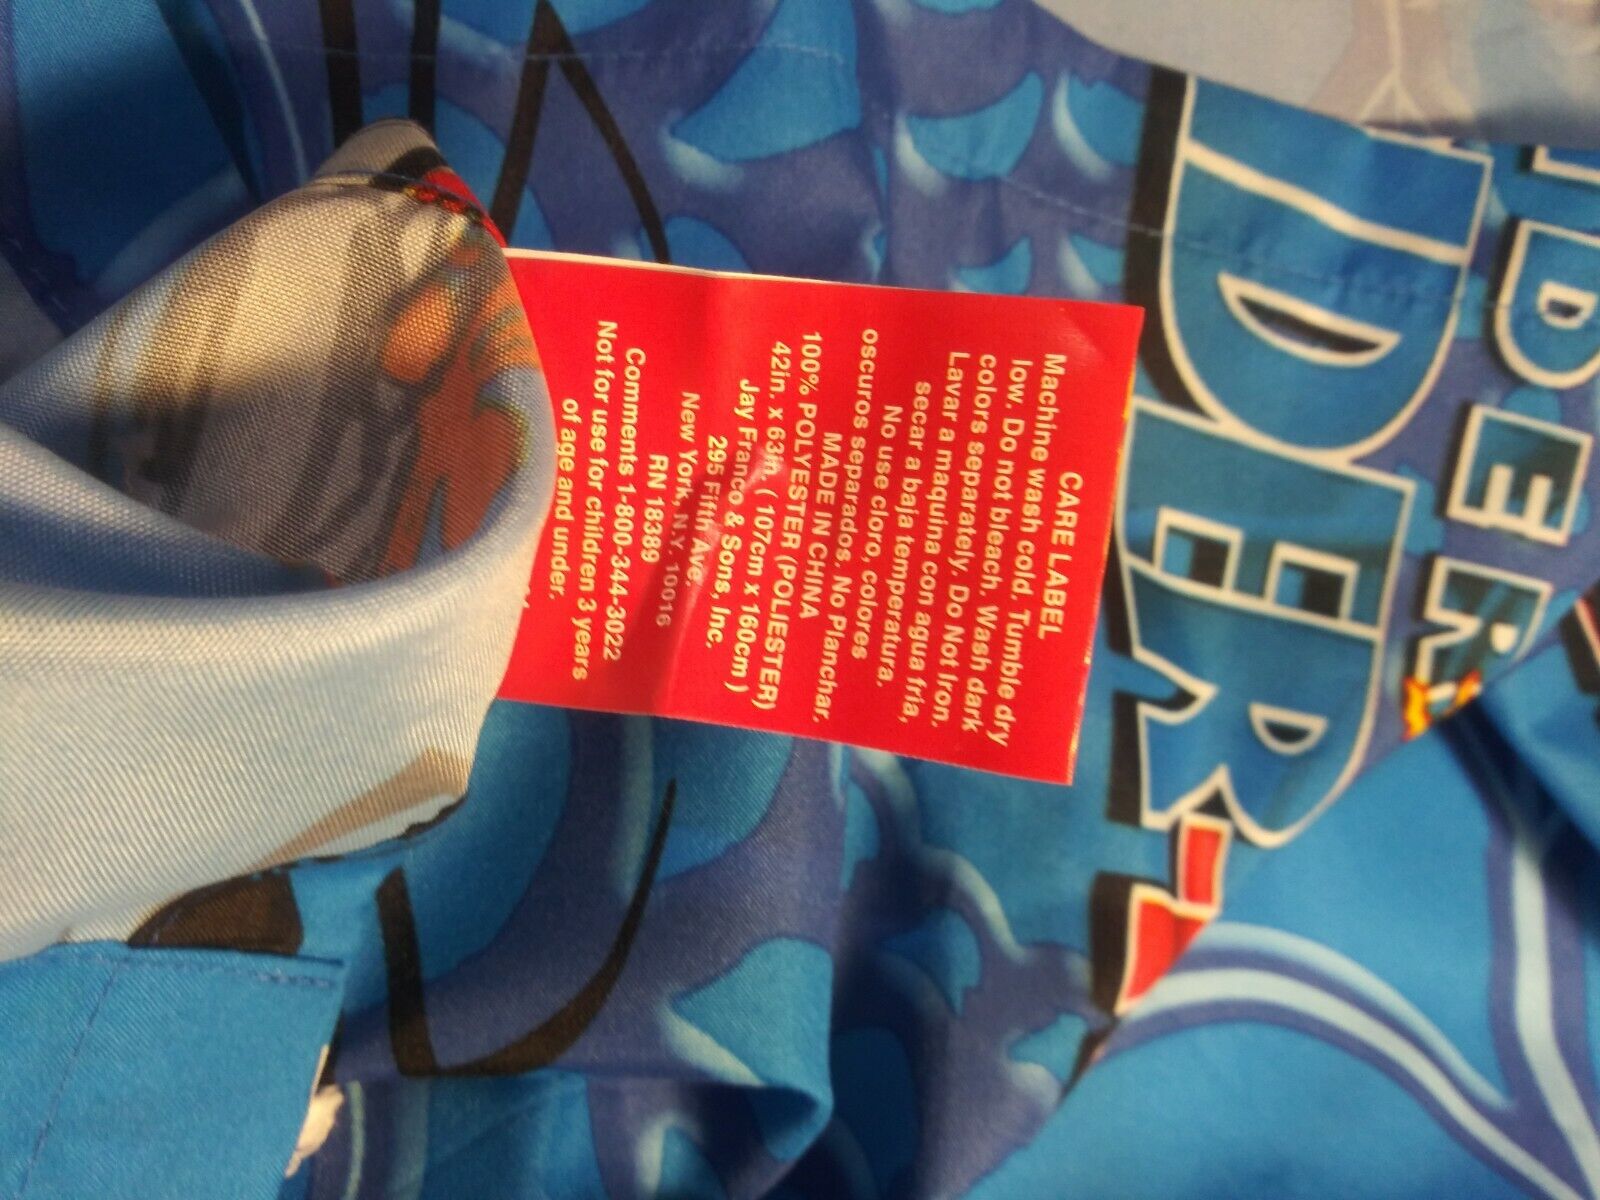 CARE LABEL
Machine wash cold. Tumble dry
low. Do not bleach. Wash dark
colors separately. Do Not Iron.
Lavar a maquina con agua fria,
secar a baja temperatura.
No use cloro, colores
oscuros separados. No Planchar.
MADE IN CHINA
100% POLYESTER (POLIESTER)
42in. x 63in. ( 107cm x 160cm )
Jay Franco & Sons, Inc.
295 Fifth Ave.
New York, N.Y. 10016
RN 18389
Comments 1-800-344-3022
Not for use for children 3 years
of age and under.
IDER
DER